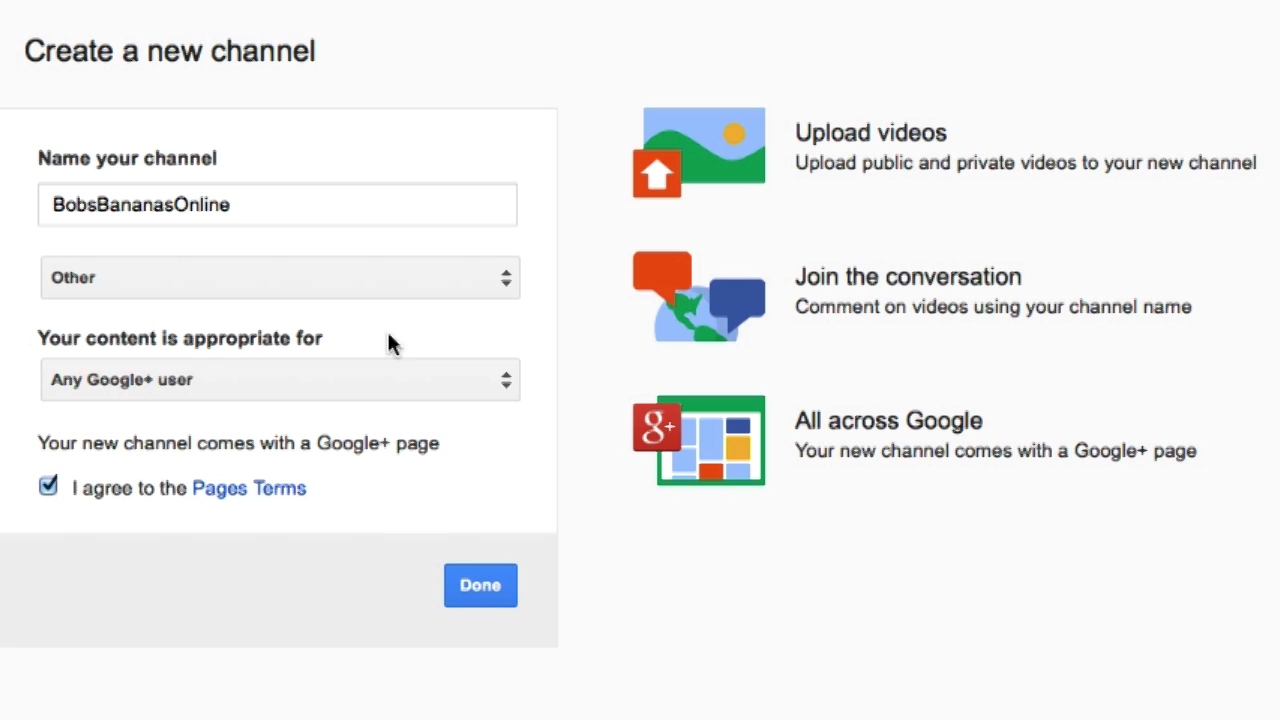 Create a new channel
Name your channel
BobsBananasOnline
Other
Your content is appropriate for
Any Google+ user
Your new channel comes with a Google+ page
I agree to the Pages Terms
Done
Upload videos
Upload public and private videos to your new channel
Join the conversation
Comment on videos using your channel name
g+
All across Google
Your new channel comes with a Google+ page